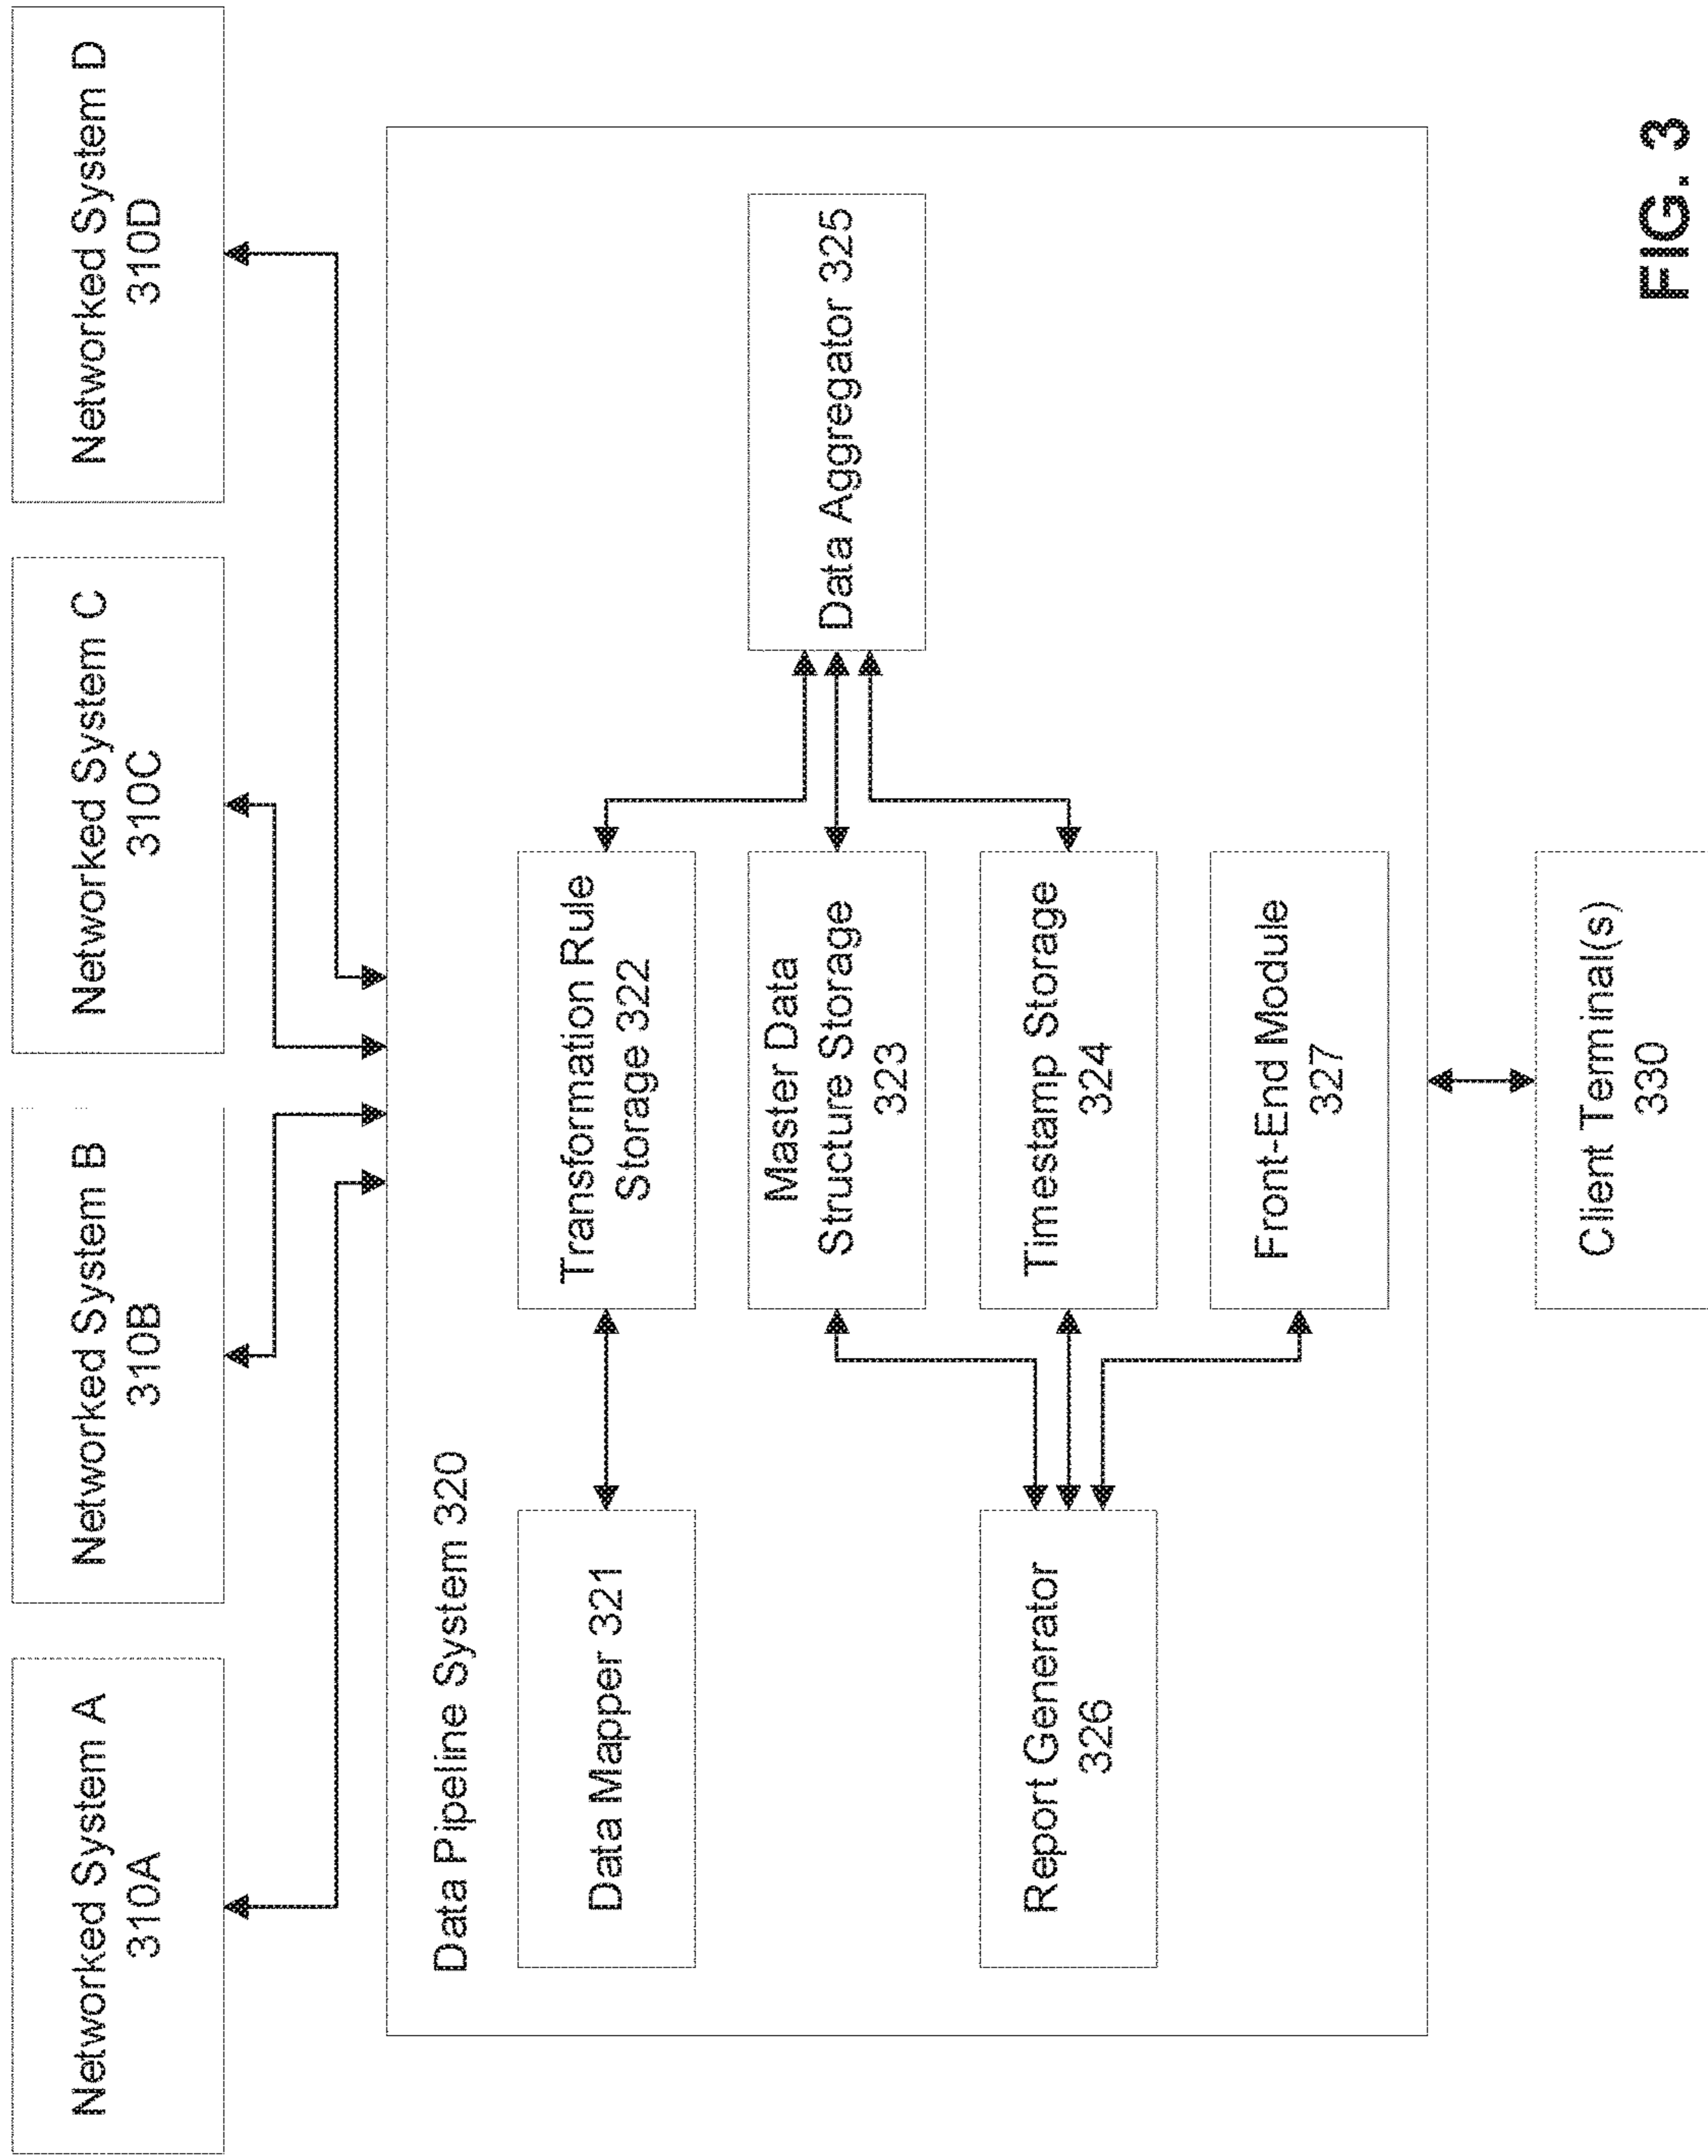 Networked System A
310A
Networked System B
310B
Networked System C
310C
Networked System D
310D
Data Pipeline System 320
Data Mapper 321
Transformation Rule
Storage 322
Master Data
Structure Storage
323
Data Aggregator 325
Report Generator
326
Timestamp Storage
324
Front-End Module
327
Client Terminal(s)
330
FIG. 3